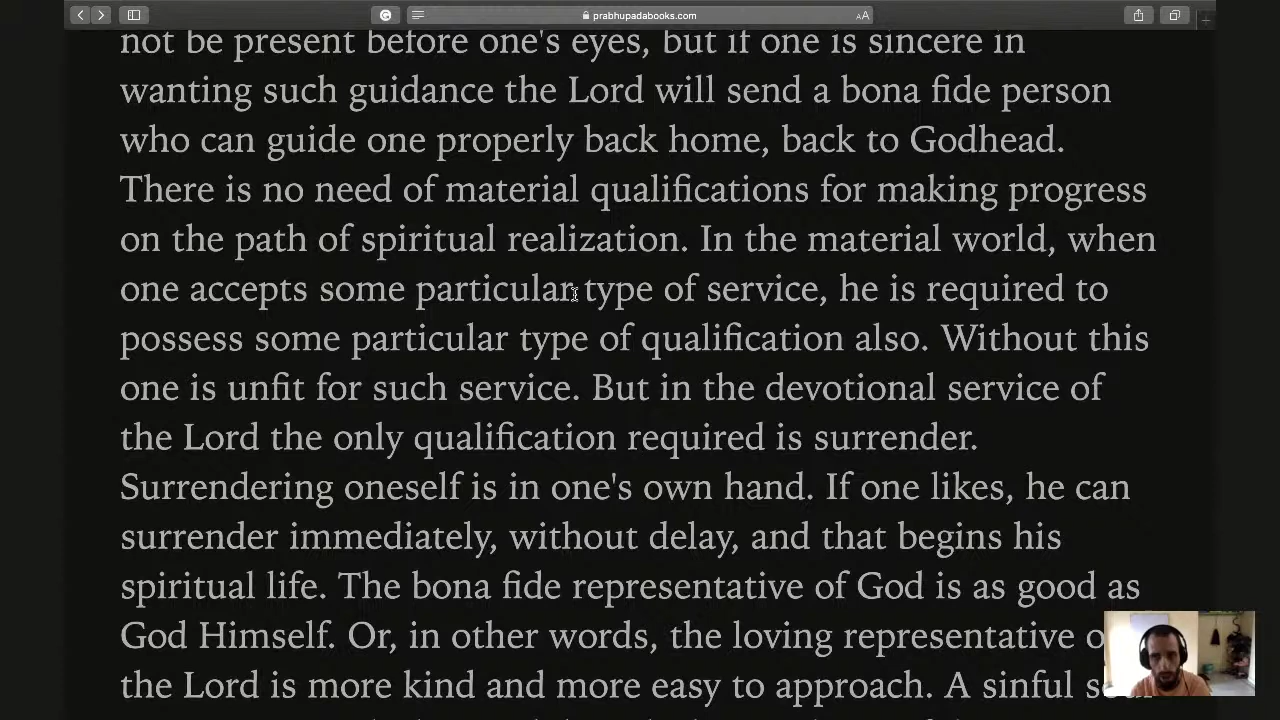 prabhupadabooks.com
not be present before one's eyes, but if one is sincere in
wanting such guidance the Lord will send a bona fide person
who can guide one properly back home, back to Godhead.
There is no need of material qualifications for making progress
on the path of spiritual realization. In the material world, when
one accepts some particular type of service, he is required to
possess some particular type of qualification also. Without this
one is unfit for such service. But in the devotional service of
the Lord the only qualification required is surrender.
Surrendering oneself is in one's own hand. If one likes, he can
surrender immediately, without delay, and that begins his
spiritual life. The bona fide representative of God is as good as
God Himself. Or, in other words, the loving representative
the Lord is more kind and more easy to approach. A sinful